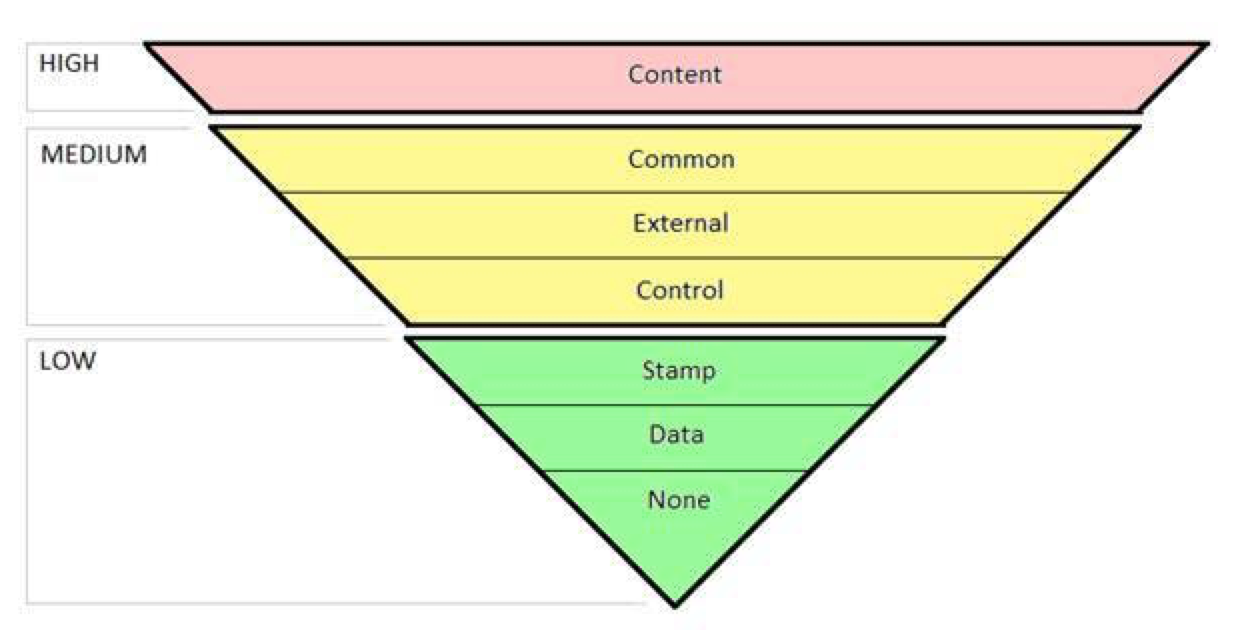 HIGH
Content
MEDIUM
Common
External
Control
LOW
Stamp
Data
None